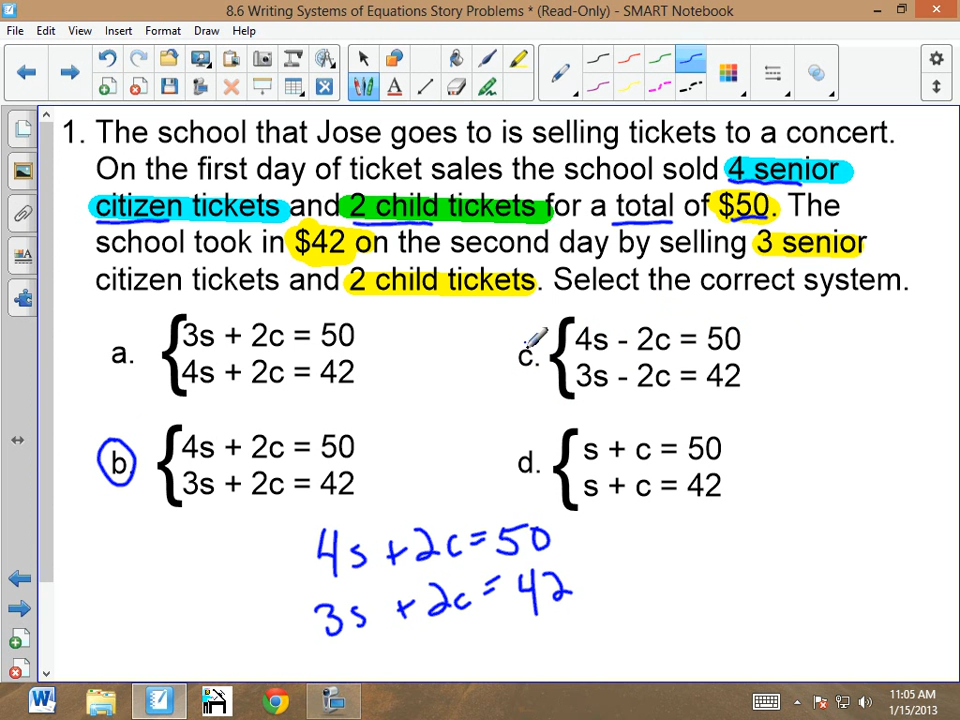 8.6 Writing Systems of Equations Story Problems * (Read-Only) - SMART Notebook
File Edit View Insert Format Draw Help
1. The school that Jose goes to is selling tickets to a concert.
On the first day of ticket sales the school sold 4 senior
citizen tickets and 2 child tickets for a total of $50. The
school took in $42 on the second day by selling 3 senior
citizen tickets and 2 child tickets. Select the correct system.
a. { 3s + 2c = 50
4s + 2c = 42
c. { 4s - 2c = 50
3s - 2c = 42
b. { 4s + 2c = 50
3s + 2c = 42
d. { s + c = 50
s + c = 42
4s + 2c = 50
3s + 2c = 42
11:05 AM
1/15/2013